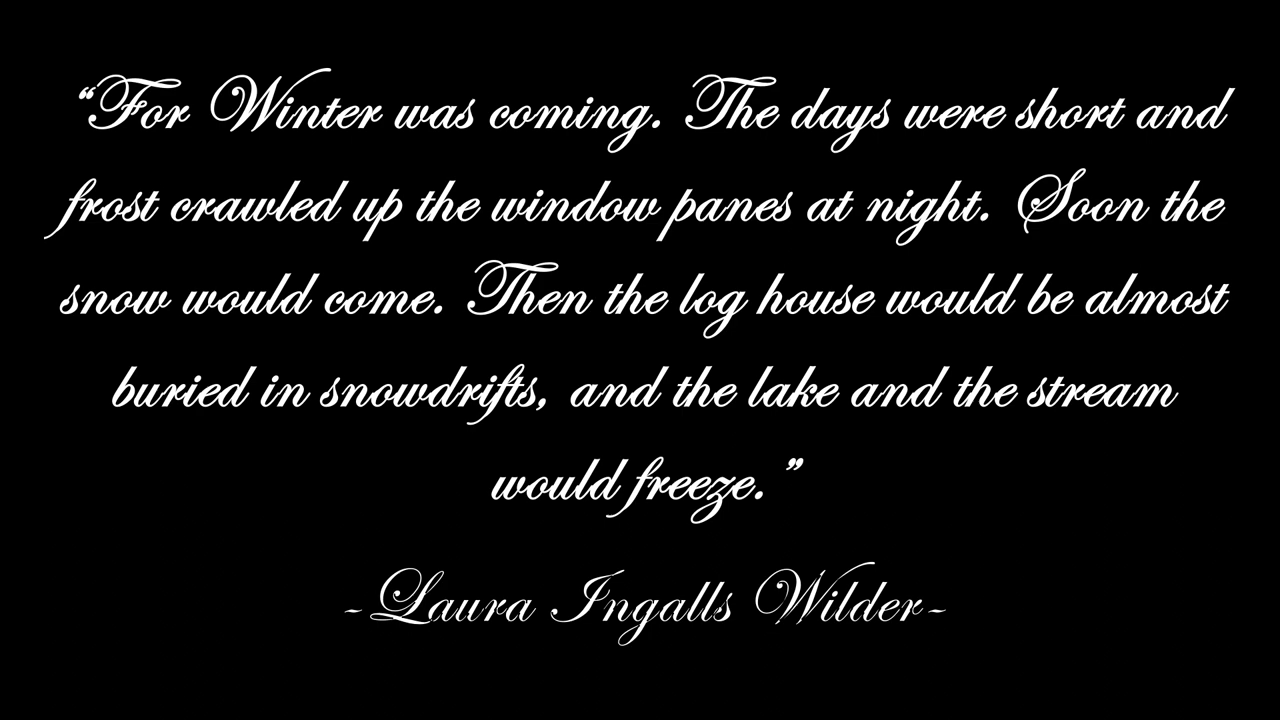 “For Winter was coming. The days were short and
frost crawled up the window panes at night. Soon the
snow would come. Then the log house would be almost
buried in snowdrifts, and the lake and the stream
would freeze.”
-Laura Ingalls Wilder-